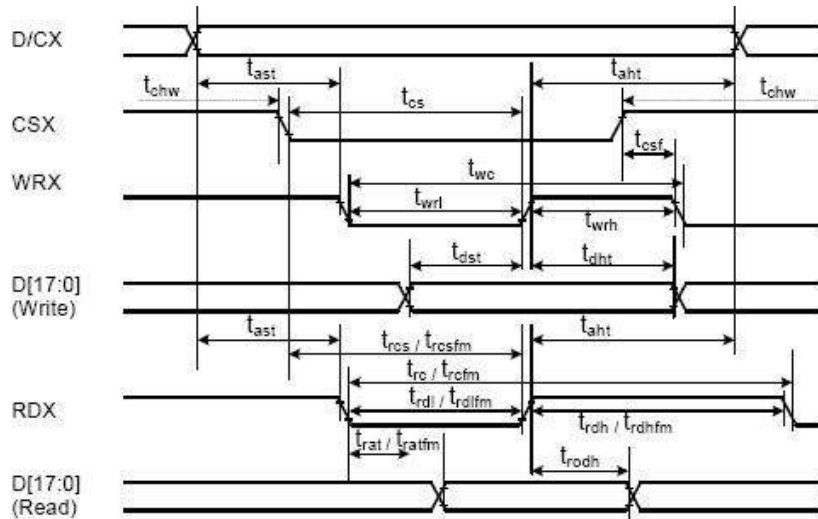 D/CX
tast
taht
tchw
tcs
tchw
CSX
tcsf
WRX
twc
twrl
twrh
tdst
tdht
D[17:0]
(Write)
tast
trcs / trcsfm
taht
trc / trcfm
RDX
trdl / trdlfm
trdh / trdhfm
trat / tratfm
trodh
D[17:0]
(Read)